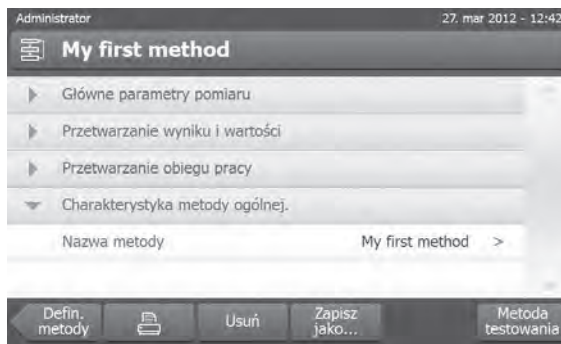 Administrator 27. mar 2012 - 12:42
My first method
Główne parametry pomiaru
Przetwarzanie wyniku i wartości
Przetwarzanie obiegu pracy
Charakterystyka metody ogólnej.
Nazwa metody My first method >
Defin. metody
Usuń
Zapisz jako...
Metoda testowania